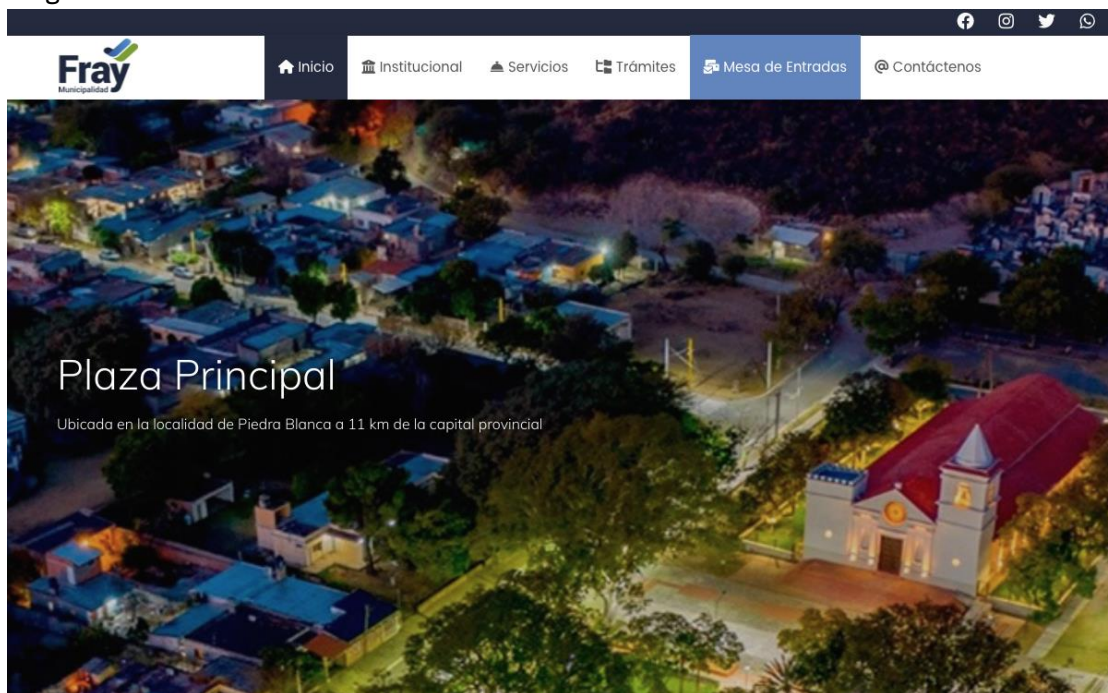 Fray
Municipalidad
Inicio
Institucional
Servicios
Trámites
Mesa de Entradas
Contáctenos
Plaza Principal
Ubicada en la localidad de Piedra Blanca a 11 km de la capital provincial